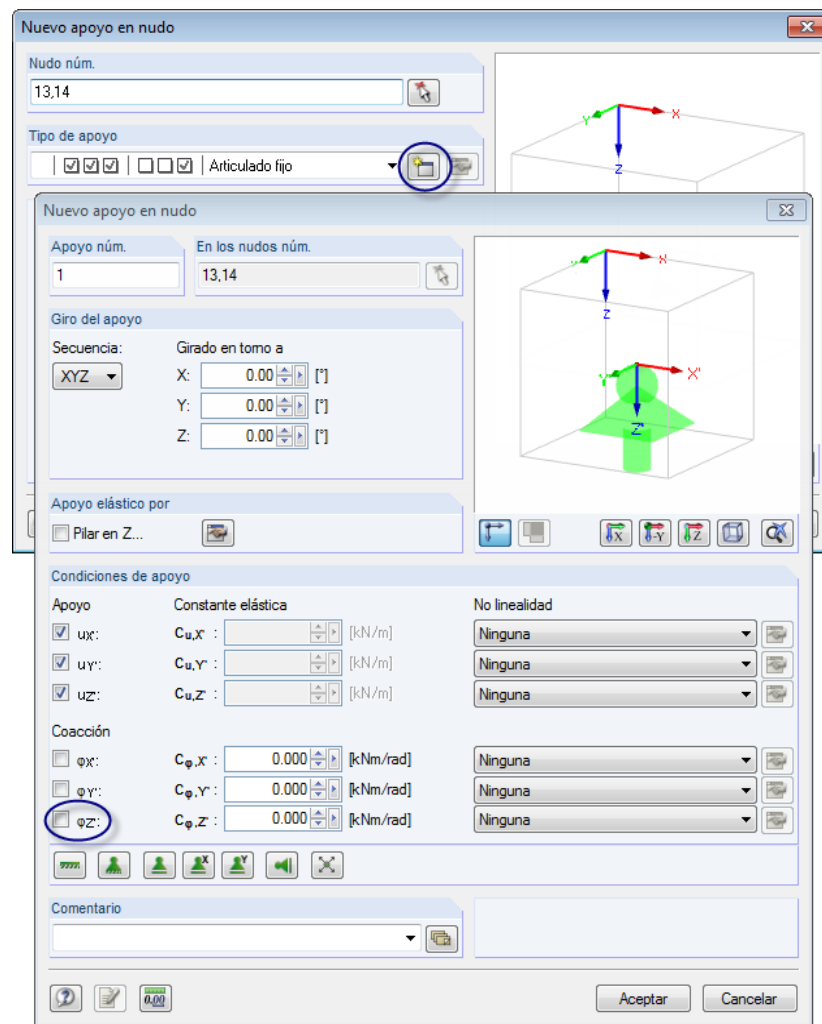 Nuevo apoyo en nudo
Nudo núm.
13,14
Tipo de apoyo
Articulado fijo
X
Y
Z
Nuevo apoyo en nudo
Apoyo núm.
En los nudos núm.
1
13,14
Giro del apoyo
Secuencia:
Girado en torno a
XYZ
X: 0.00 [°]
Y: 0.00 [°]
Z: 0.00 [°]
X
Z
Y
X'
Z'
Apoyo elástico por
Pilar en Z...
X
-Y
Z
Condiciones de apoyo
Apoyo
Constante elástica
No linealidad
uX': Cu,X' : [kN/m] Ninguna
uY': Cu,Y' : [kN/m] Ninguna
uZ': Cu,Z' : [kN/m] Ninguna
Coacción
φX': Cφ,X' : 0.000 [kNm/rad] Ninguna
φY': Cφ,Y' : 0.000 [kNm/rad] Ninguna
φZ': Cφ,Z' : 0.000 [kNm/rad] Ninguna
X
Y
Comentario
0.00
Aceptar
Cancelar